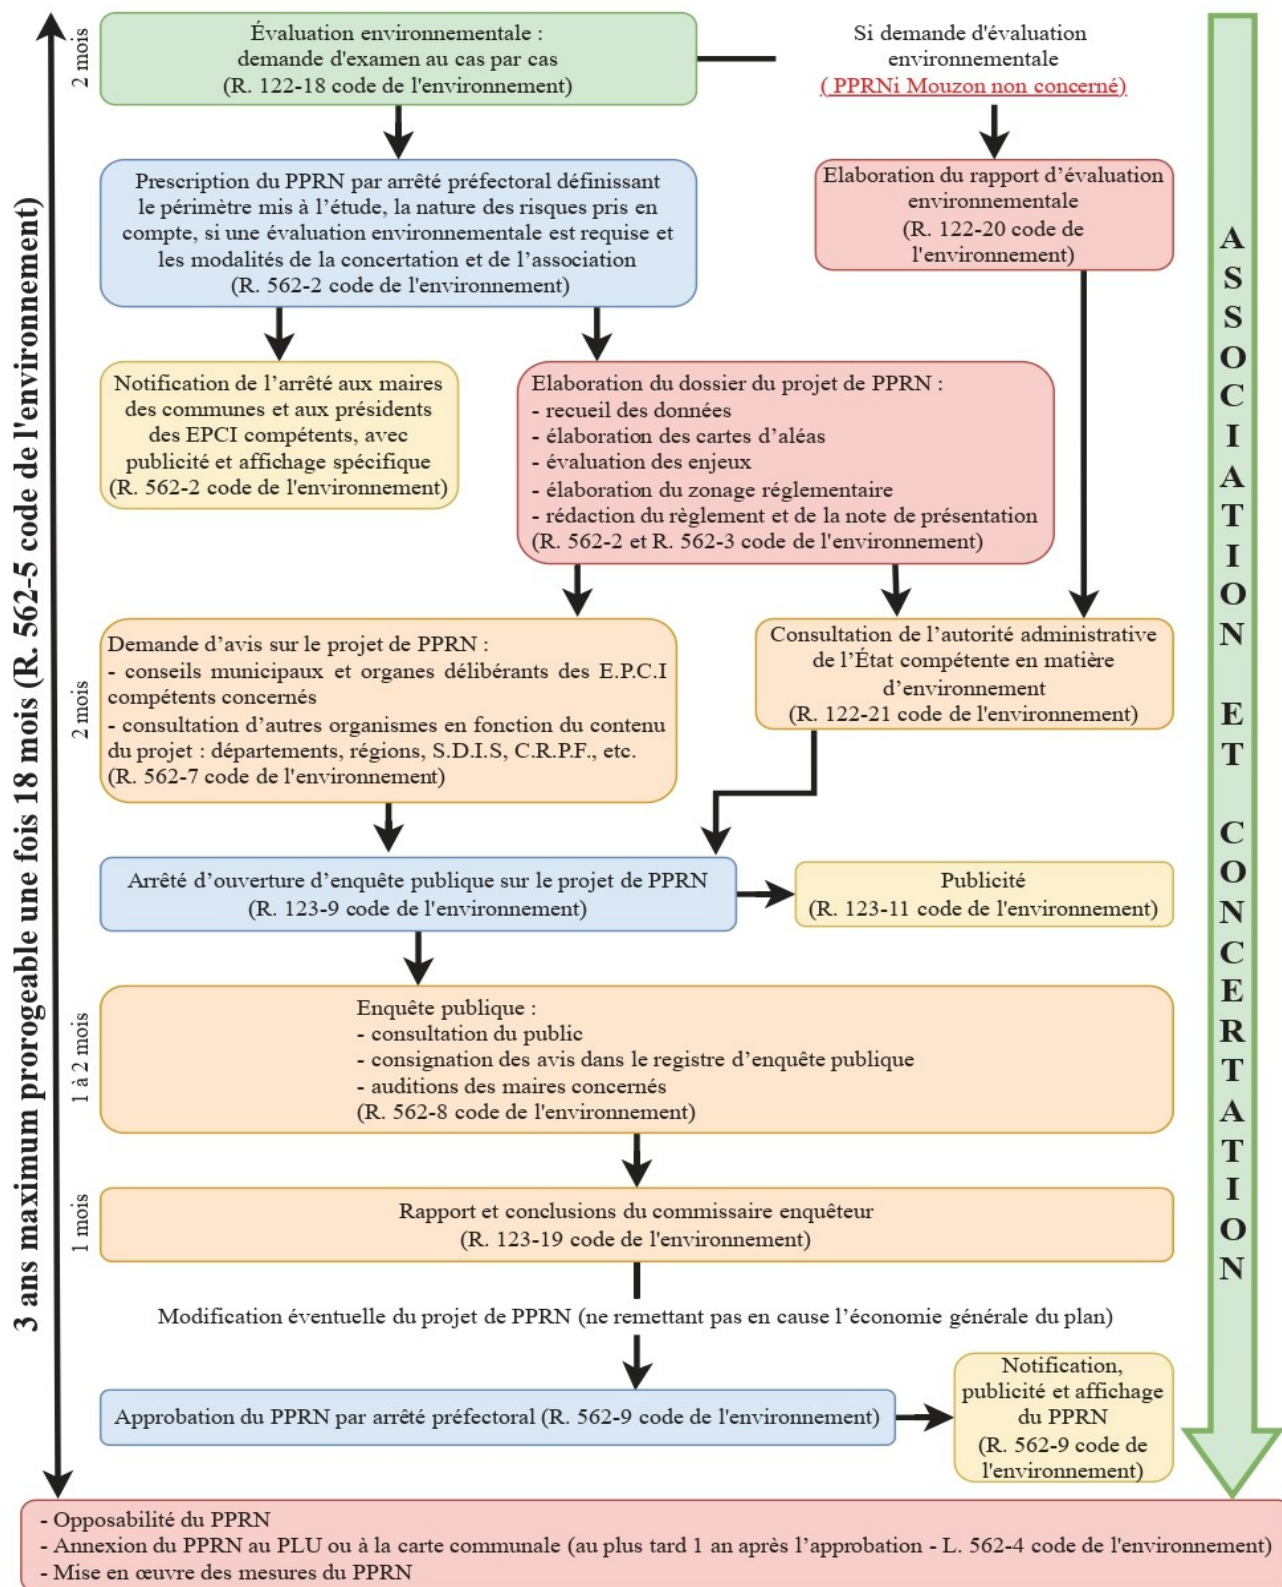 3 ans maximum prorogeable une fois 18 mois (R. 562-5 code de l'environnement)
2 mois
Évaluation environnementale :
demande d'examen au cas par cas
(R. 122-18 code de l'environnement)
Si demande d'évaluation
environnementale
( PPRNi Mouzon non concerné)
Prescription du PPRN par arrêté préfectoral définissant
le périmètre mis à l’étude, la nature des risques pris en
compte, si une évaluation environnementale est requise et
les modalités de la concertation et de l’association
(R. 562-2 code de l'environnement)
Elaboration du rapport d’évaluation
environnementale
(R. 122-20 code de
l'environnement)
Notification de l’arrêté aux maires
des communes et aux présidents
des EPCI compétents, avec
publicité et affichage spécifique
(R. 562-2 code de l'environnement)
Elaboration du dossier du projet de PPRN :
- recueil des données
- élaboration des cartes d’aléas
- évaluation des enjeux
- élaboration du zonage réglementaire
- rédaction du règlement et de la note de présentation
(R. 562-2 et R. 562-3 code de l'environnement)
2 mois
Demande d’avis sur le projet de PPRN :
- conseils municipaux et organes délibérants des E.P.C.I
compétents concernés
- consultation d’autres organismes en fonction du contenu
du projet : départements, régions, S.D.I.S, C.R.P.F., etc.
(R. 562-7 code de l'environnement)
Consultation de l’autorité administrative
de l’État compétente en matière
d’environnement
(R. 122-21 code de l'environnement)
Arrêté d’ouverture d’enquête publique sur le projet de PPRN
(R. 123-9 code de l'environnement)
Publicité
(R. 123-11 code de l'environnement)
1 à 2 mois
Enquête publique :
- consultation du public
- consignation des avis dans le registre d’enquête publique
- auditions des maires concernés
(R. 562-8 code de l'environnement)
1 mois
Rapport et conclusions du commissaire enquêteur
(R. 123-19 code de l'environnement)
Modification éventuelle du projet de PPRN (ne remettant pas en cause l’économie générale du plan)
Approbation du PPRN par arrêté préfectoral (R. 562-9 code de l'environnement)
Notification,
publicité et affichage
du PPRN
(R. 562-9 code de
l'environnement)
ASSOCIATION ET CONCERTATION
- Opposabilité du PPRN
- Annexion du PPRN au PLU ou à la carte communale (au plus tard 1 an après l’approbation - L. 562-4 code de l'environnement)
- Mise en œuvre des mesures du PPRN